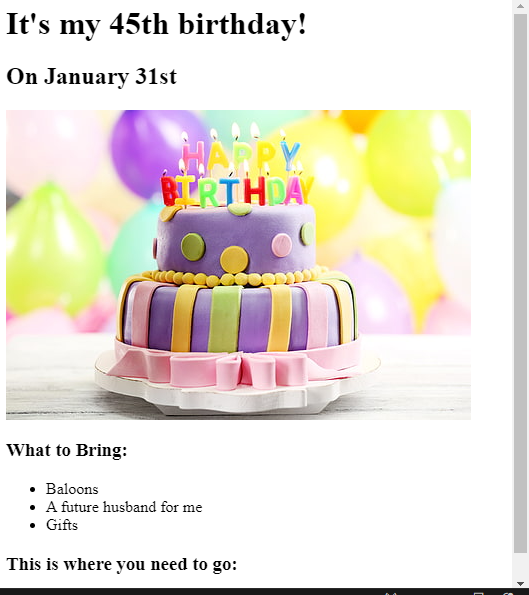 It's my 45th birthday!
On January 31st
HAPPY
BIRTHDAY
What to Bring:
Baloons
A future husband for me
Gifts
This is where you need to go: